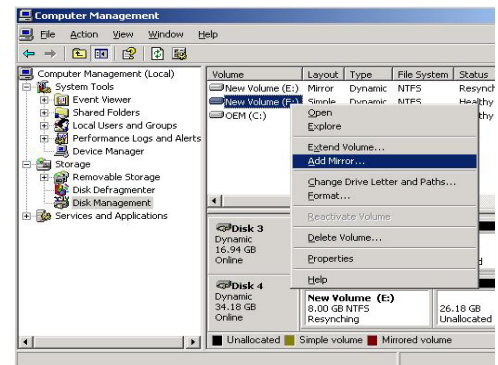 Computer Management
File Action View Window Help
Computer Management (Local)
System Tools
Event Viewer
Shared Folders
Local Users and Groups
Performance Logs and Alerts
Device Manager
Storage
Removable Storage
Disk Defragmenter
Disk Management
Services and Applications
Volume Layout Type File System Status
New Volume (E:) Mirror Dynamic NTFS Resynch
New Volume (F:) Simple Dynamic NTFS Healthy
OEM (C:) thy
Open
Explore
Extend Volume...
Add Mirror...
Change Drive Letter and Paths...
Format...
Reactivate Volume
Delete Volume...
Properties
Help
Disk 3
Dynamic
16.94 GB
Online
Disk 4
Dynamic
34.18 GB
Online
New Volume (E:)
8.00 GB NTFS
Resynching
26.18 GB
Unallocated
Unallocated Simple volume Mirrored volume